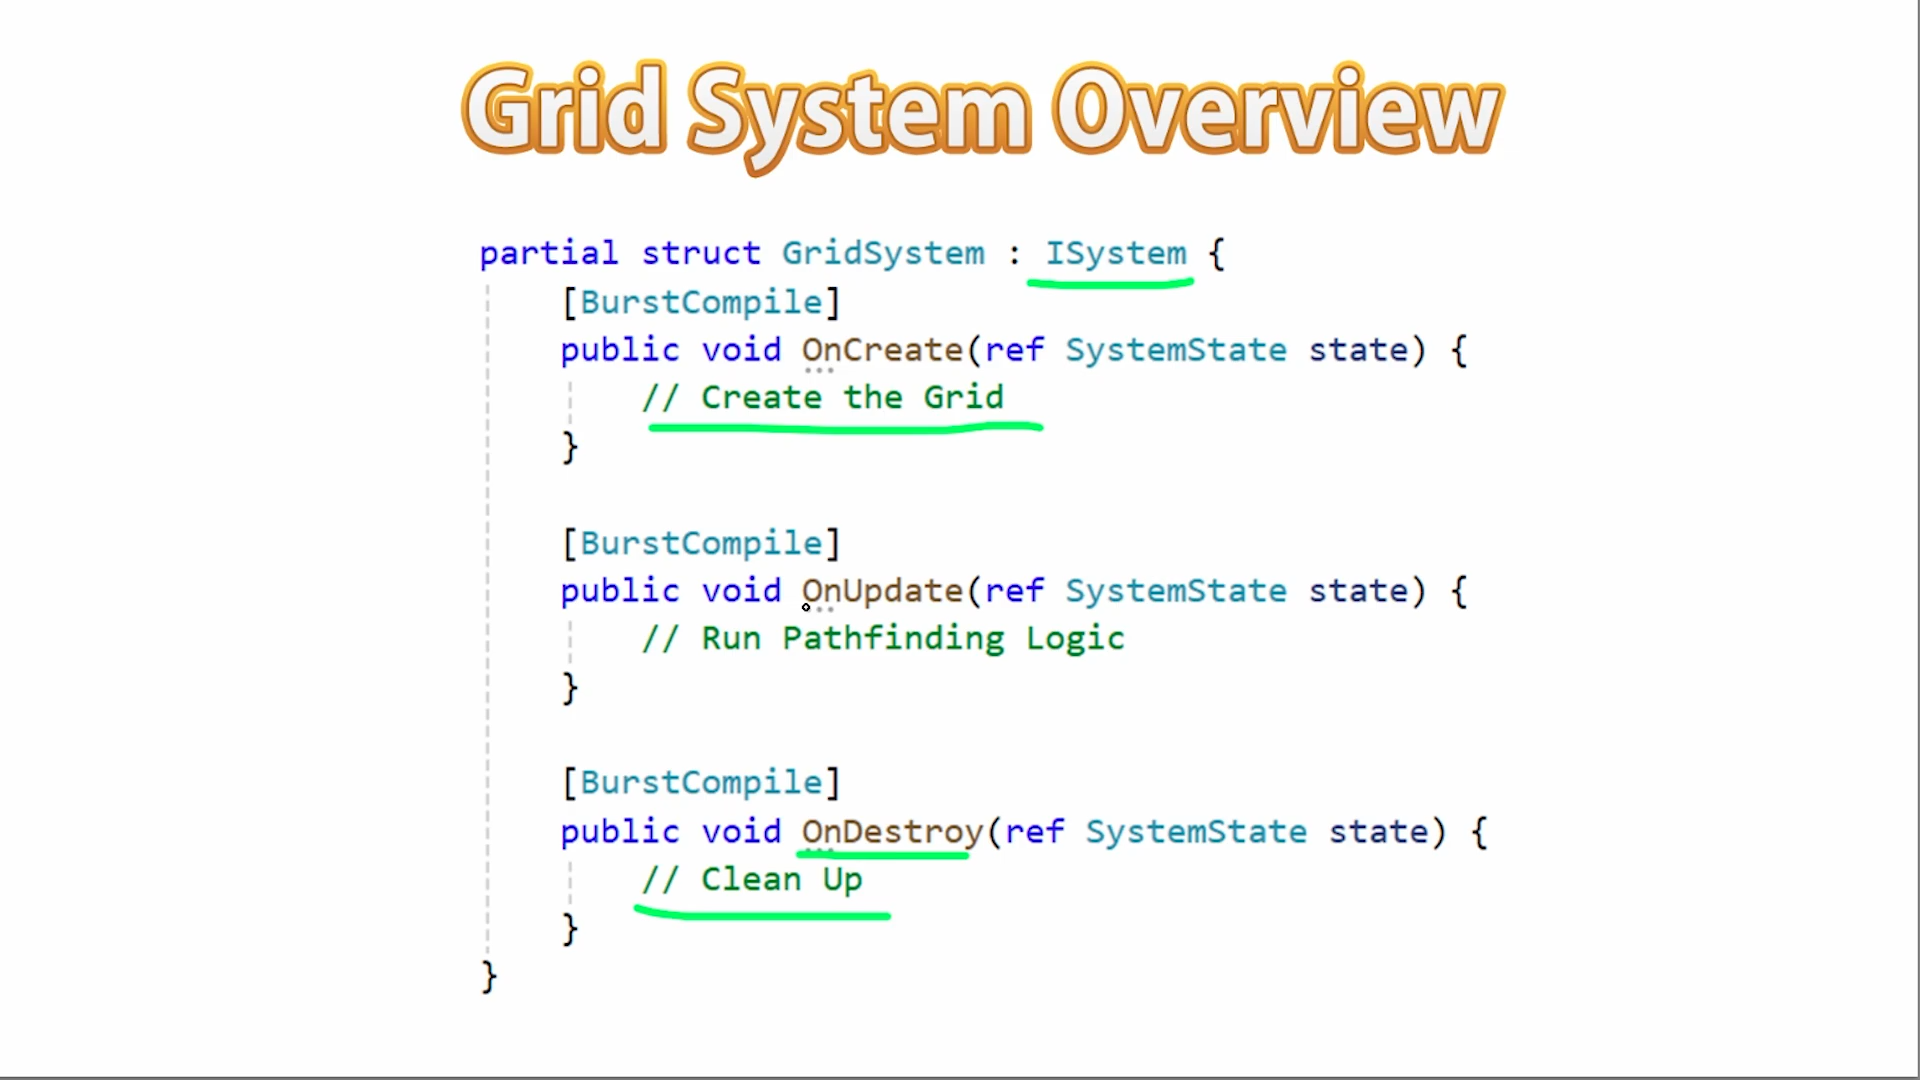 Grid System Overview
partial struct GridSystem : ISystem {
[BurstCompile]
public void OnCreate(ref SystemState state) {
// Create the Grid
}
[BurstCompile]
public void OnUpdate(ref SystemState state) {
// Run Pathfinding Logic
}
[BurstCompile]
public void OnDestroy(ref SystemState state) {
// Clean Up
}
}